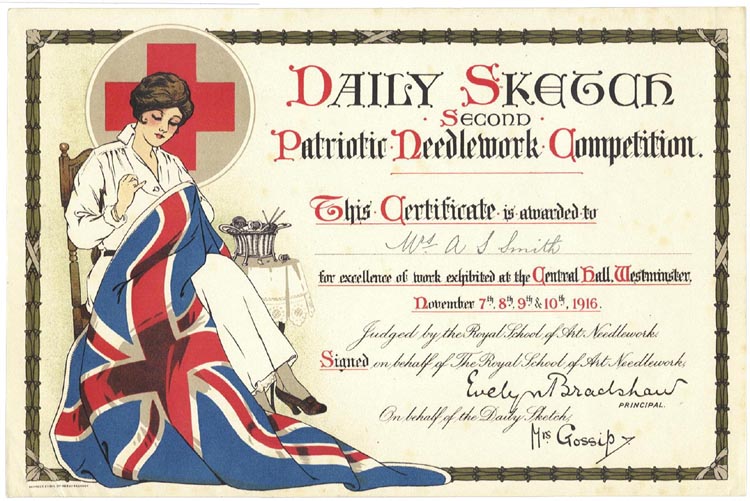 DAILY SKETCH
SECOND
Patriotic · Needlework · Competition.
This · Certificate · is awarded · to
Mrs A S Smith
for excellence of work exhibited at the Central Hall, Westminster,
November 7th, 8th, 9th & 10th, 1916.
Judged by the Royal School of Art Needlework.
Signed on behalf of The Royal School of Art Needlework.
Evelyn Bradshaw
PRINCIPAL.
On behalf of the Daily Sketch,
Mrs Gossip